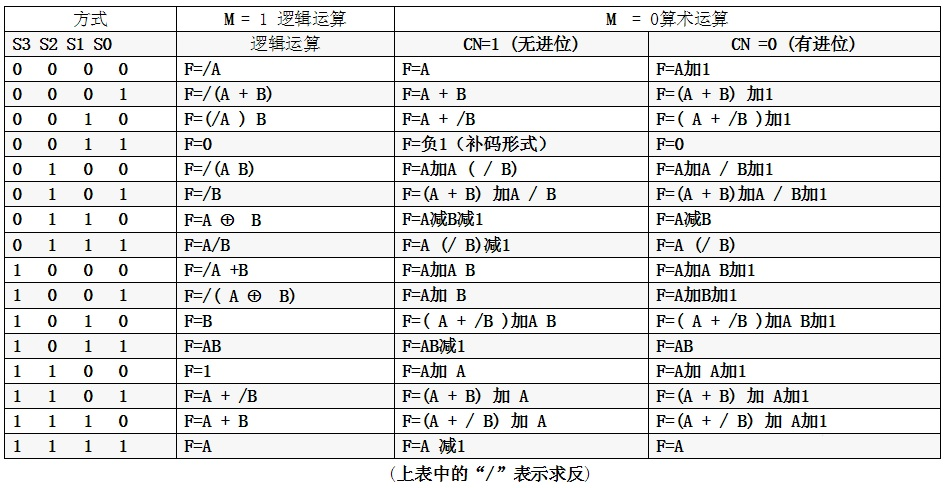 方式 M = 1 逻辑运算 M = 0算术运算
S3 S2 S1 S0 逻辑运算 CN=1 (无进位) CN =0 (有进位)
0 0 0 0 F=/A F=A F=A加1
0 0 0 1 F=/(A + B) F=A + B F=(A + B) 加1
0 0 1 0 F=(/A ) B F=A + /B F=( A + /B )加1
0 0 1 1 F=0 F=负1（补码形式） F=0
0 1 0 0 F=/(A B) F=A加A ( / B) F=A加A / B加1
0 1 0 1 F=/B F=(A + B) 加A / B F=(A + B)加A / B加1
0 1 1 0 F=A ⊕ B F=A减B减1 F=A减B
0 1 1 1 F=A/B F=A (/ B)减1 F=A (/ B)
1 0 0 0 F=/A +B F=A加A B F=A加A B加1
1 0 0 1 F=/( A ⊕ B) F=A加 B F=A加B加1
1 0 1 0 F=B F=( A + /B )加A B F=( A + /B )加A B加1
1 0 1 1 F=AB F=AB减1 F=AB
1 1 0 0 F=1 F=A加 A F=A加 A加1
1 1 0 1 F=A + /B F=(A + B) 加 A F=(A + B) 加 A加1
1 1 1 0 F=A + B F=(A + / B) 加 A F=(A + / B) 加 A加1
1 1 1 1 F=A F=A 减1 F=A
(上表中的“/”表示求反)